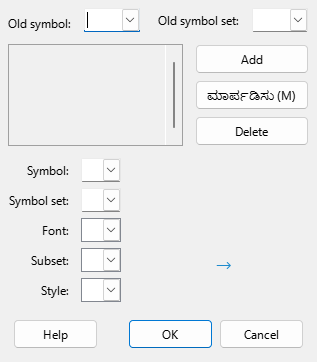 Old symbol: Old symbol set:
Add
ಮಾರ್ಪಡಿಸು (M)
Delete
Symbol:
Symbol set:
Font:
Subset:
Style:
Help OK Cancel